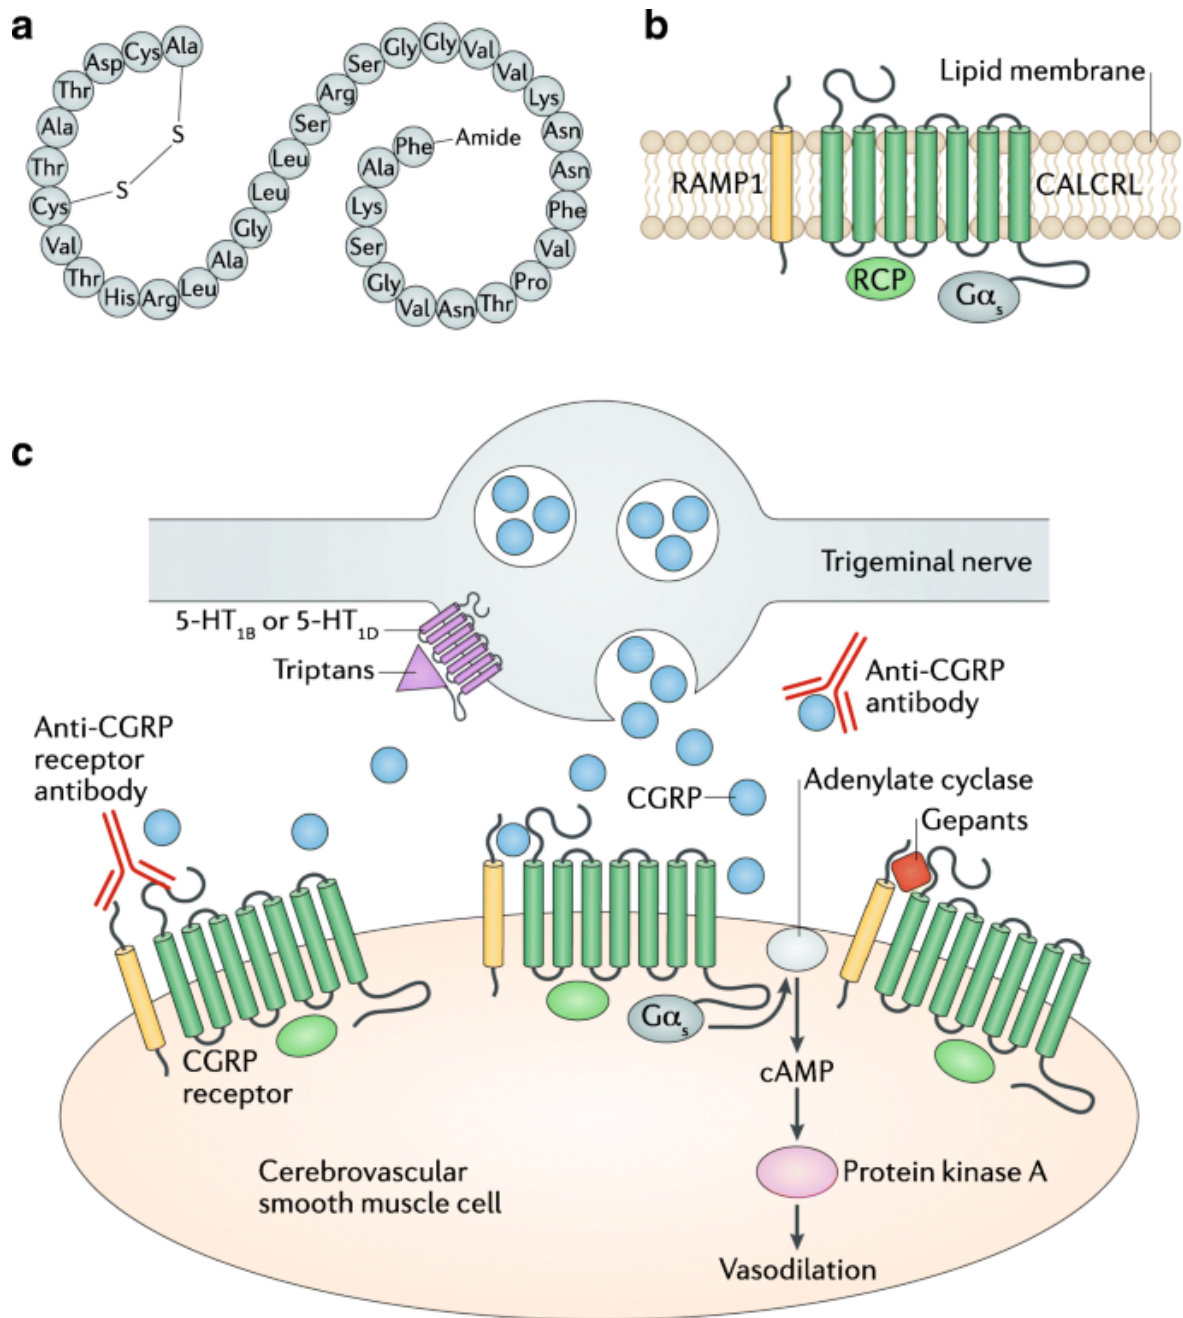 a
Ala
Cys
Asp
Thr
Ala
Thr
Cys
Val
Thr
His
Arg
Leu
Ala
Gly
Leu
Leu
Ser
Arg
Ser
Gly
Gly
Val
Val
Lys
Asn
Asn
Phe
Val
Pro
Thr
Asn
Val
Gly
Ser
Lys
Ala
Phe
Amide
S
S
b
Lipid membrane
RAMP1
CALCRL
RCP
Gαs
c
Trigeminal nerve
5-HT1B or 5-HT1D
Triptans
Anti-CGRP
antibody
Anti-CGRP
receptor
antibody
CGRP
Adenylate cyclase
Gepants
Gαs
CGRP
receptor
cAMP
Protein kinase A
Vasodilation
Cerebrovascular
smooth muscle cell